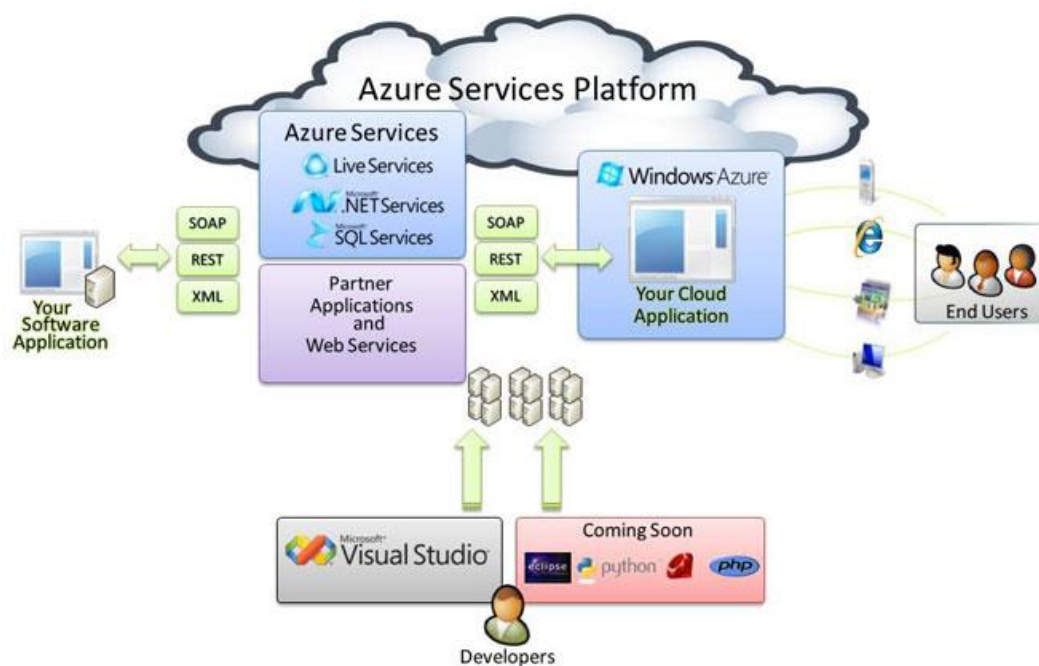 Azure Services Platform
Azure Services
Live Services
Microsoft
.NET Services
Microsoft
SQL Services
Partner
Applications
and
Web Services
SOAP
REST
XML
Your
Software
Application
SOAP
REST
XML
Windows Azure
Your Cloud
Application
End Users
Microsoft
Visual Studio
Coming Soon
eclipse
python
php
Developers